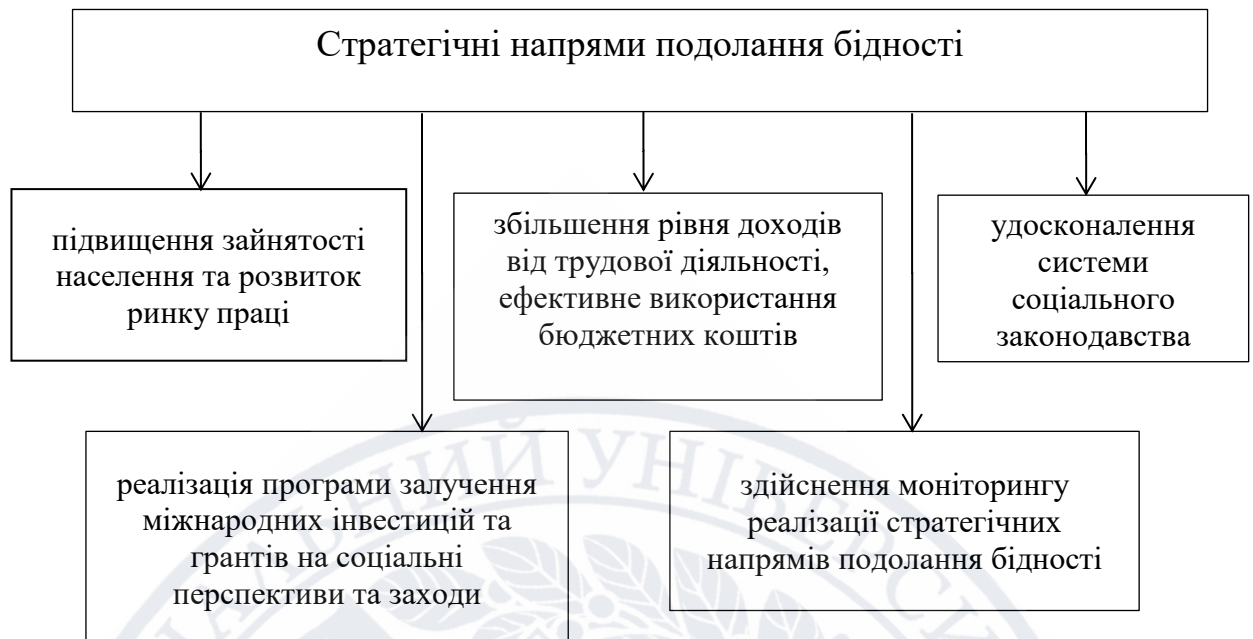 Стратегічні напрями подолання бідності
підвищення зайнятості
населення та розвиток
ринку праці
збільшення рівня доходів
від трудової діяльності,
ефективне використання
бюджетних коштів
удосконалення
системи
соціального
законодавства
реалізація програми залучення
міжнародних інвестицій та
грантів на соціальні
перспективи та заходи
здійснення моніторингу
реалізації стратегічних
напрямів подолання бідності